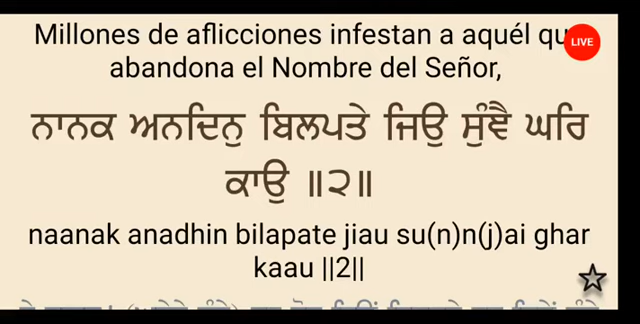 Millones de aflicciones infestan a aquél
LIVE
abandona el Nombre del Señor,
ਨਾਨਕ ਅਨਦਿਨੁ ਬਿਲਪਤੇ ਜਿਉ ਸੁੰਞੈ ਘਰਿ
ਕਾਉ ॥੨॥
naanak anadhin bilapate jiau su(n)n(j)ai ghar
kaau ||2||